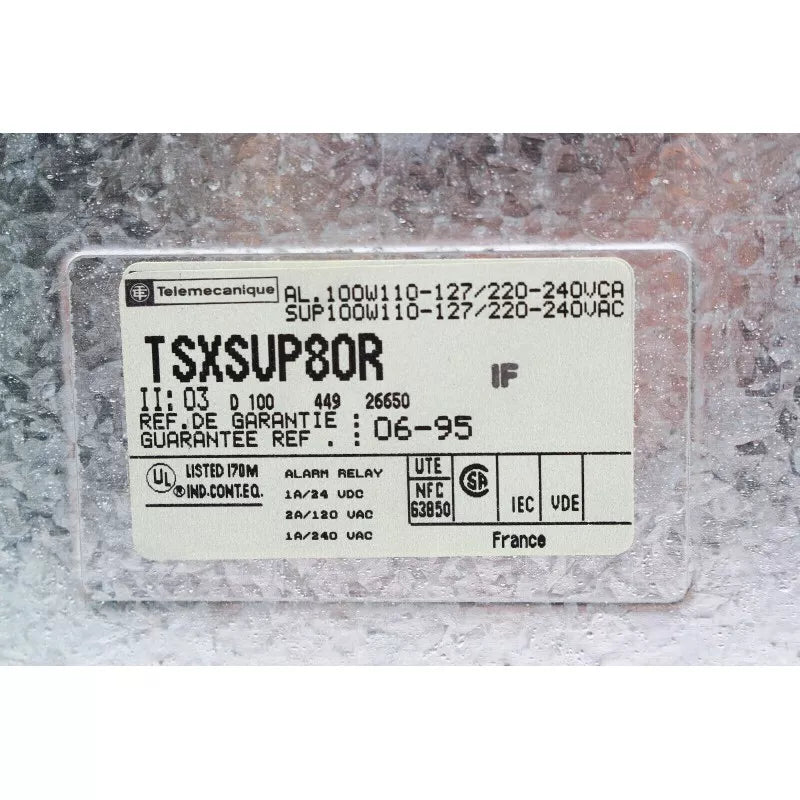 Telemecanique
AL.100W110-127/220-240VCA
SUP100W110-127/220-240VAC
TSXSUP80R
IF
II: 03 D 100 449 26650
REF.DE GARANTIE :
GUARANTEE REF . : 06-95
UL LISTED 170M
® IND.CONT.EQ.
ALARM RELAY
1A/24 VDC
2A/120 VAC
1A/240 VAC
UTE
NFC
63850
SA
IEC
VDE
France